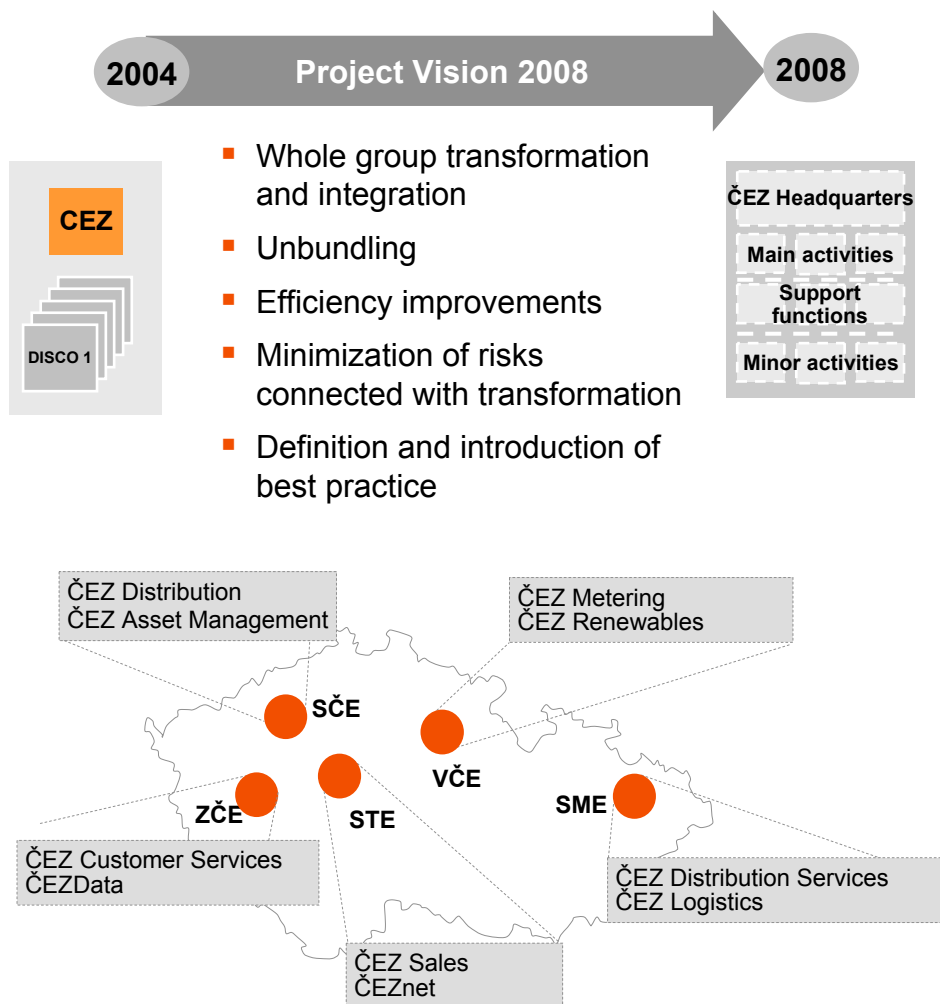 2004
Project Vision 2008
2008
Whole group transformation
and integration
Unbundling
Efficiency improvements
Minimization of risks
connected with transformation
Definition and introduction of
best practice
CEZ
DISCO 1
ČEZ Headquarters
Main activities
Support
functions
Minor activities
ČEZ Distribution
ČEZ Asset Management
ČEZ Metering
ČEZ Renewables
SČE
VČE
ZČE
STE
SME
ČEZ Customer Services
ČEZData
ČEZ Distribution Services
ČEZ Logistics
ČEZ Sales
ČEZnet